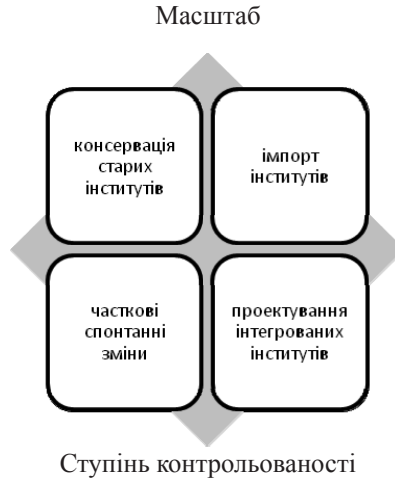 Масштаб
консервація
старих
інститутів
імпорт
інститутів
часткові
спонтанні
зміни
проектування
інтегрованих
інститутів
Ступінь контрольованості